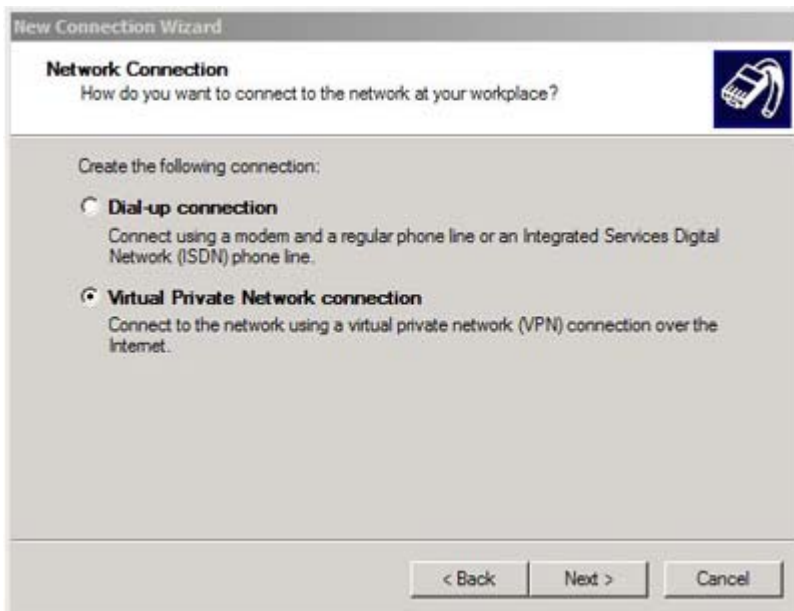 New Connection Wizard
Network Connection
How do you want to connect to the network at your workplace?
Create the following connection:
Dial-up connection
Connect using a modem and a regular phone line or an Integrated Services Digital
Network (ISDN) phone line.
Virtual Private Network connection
Connect to the network using a virtual private network (VPN) connection over the
Internet.
< Back
Next >
Cancel